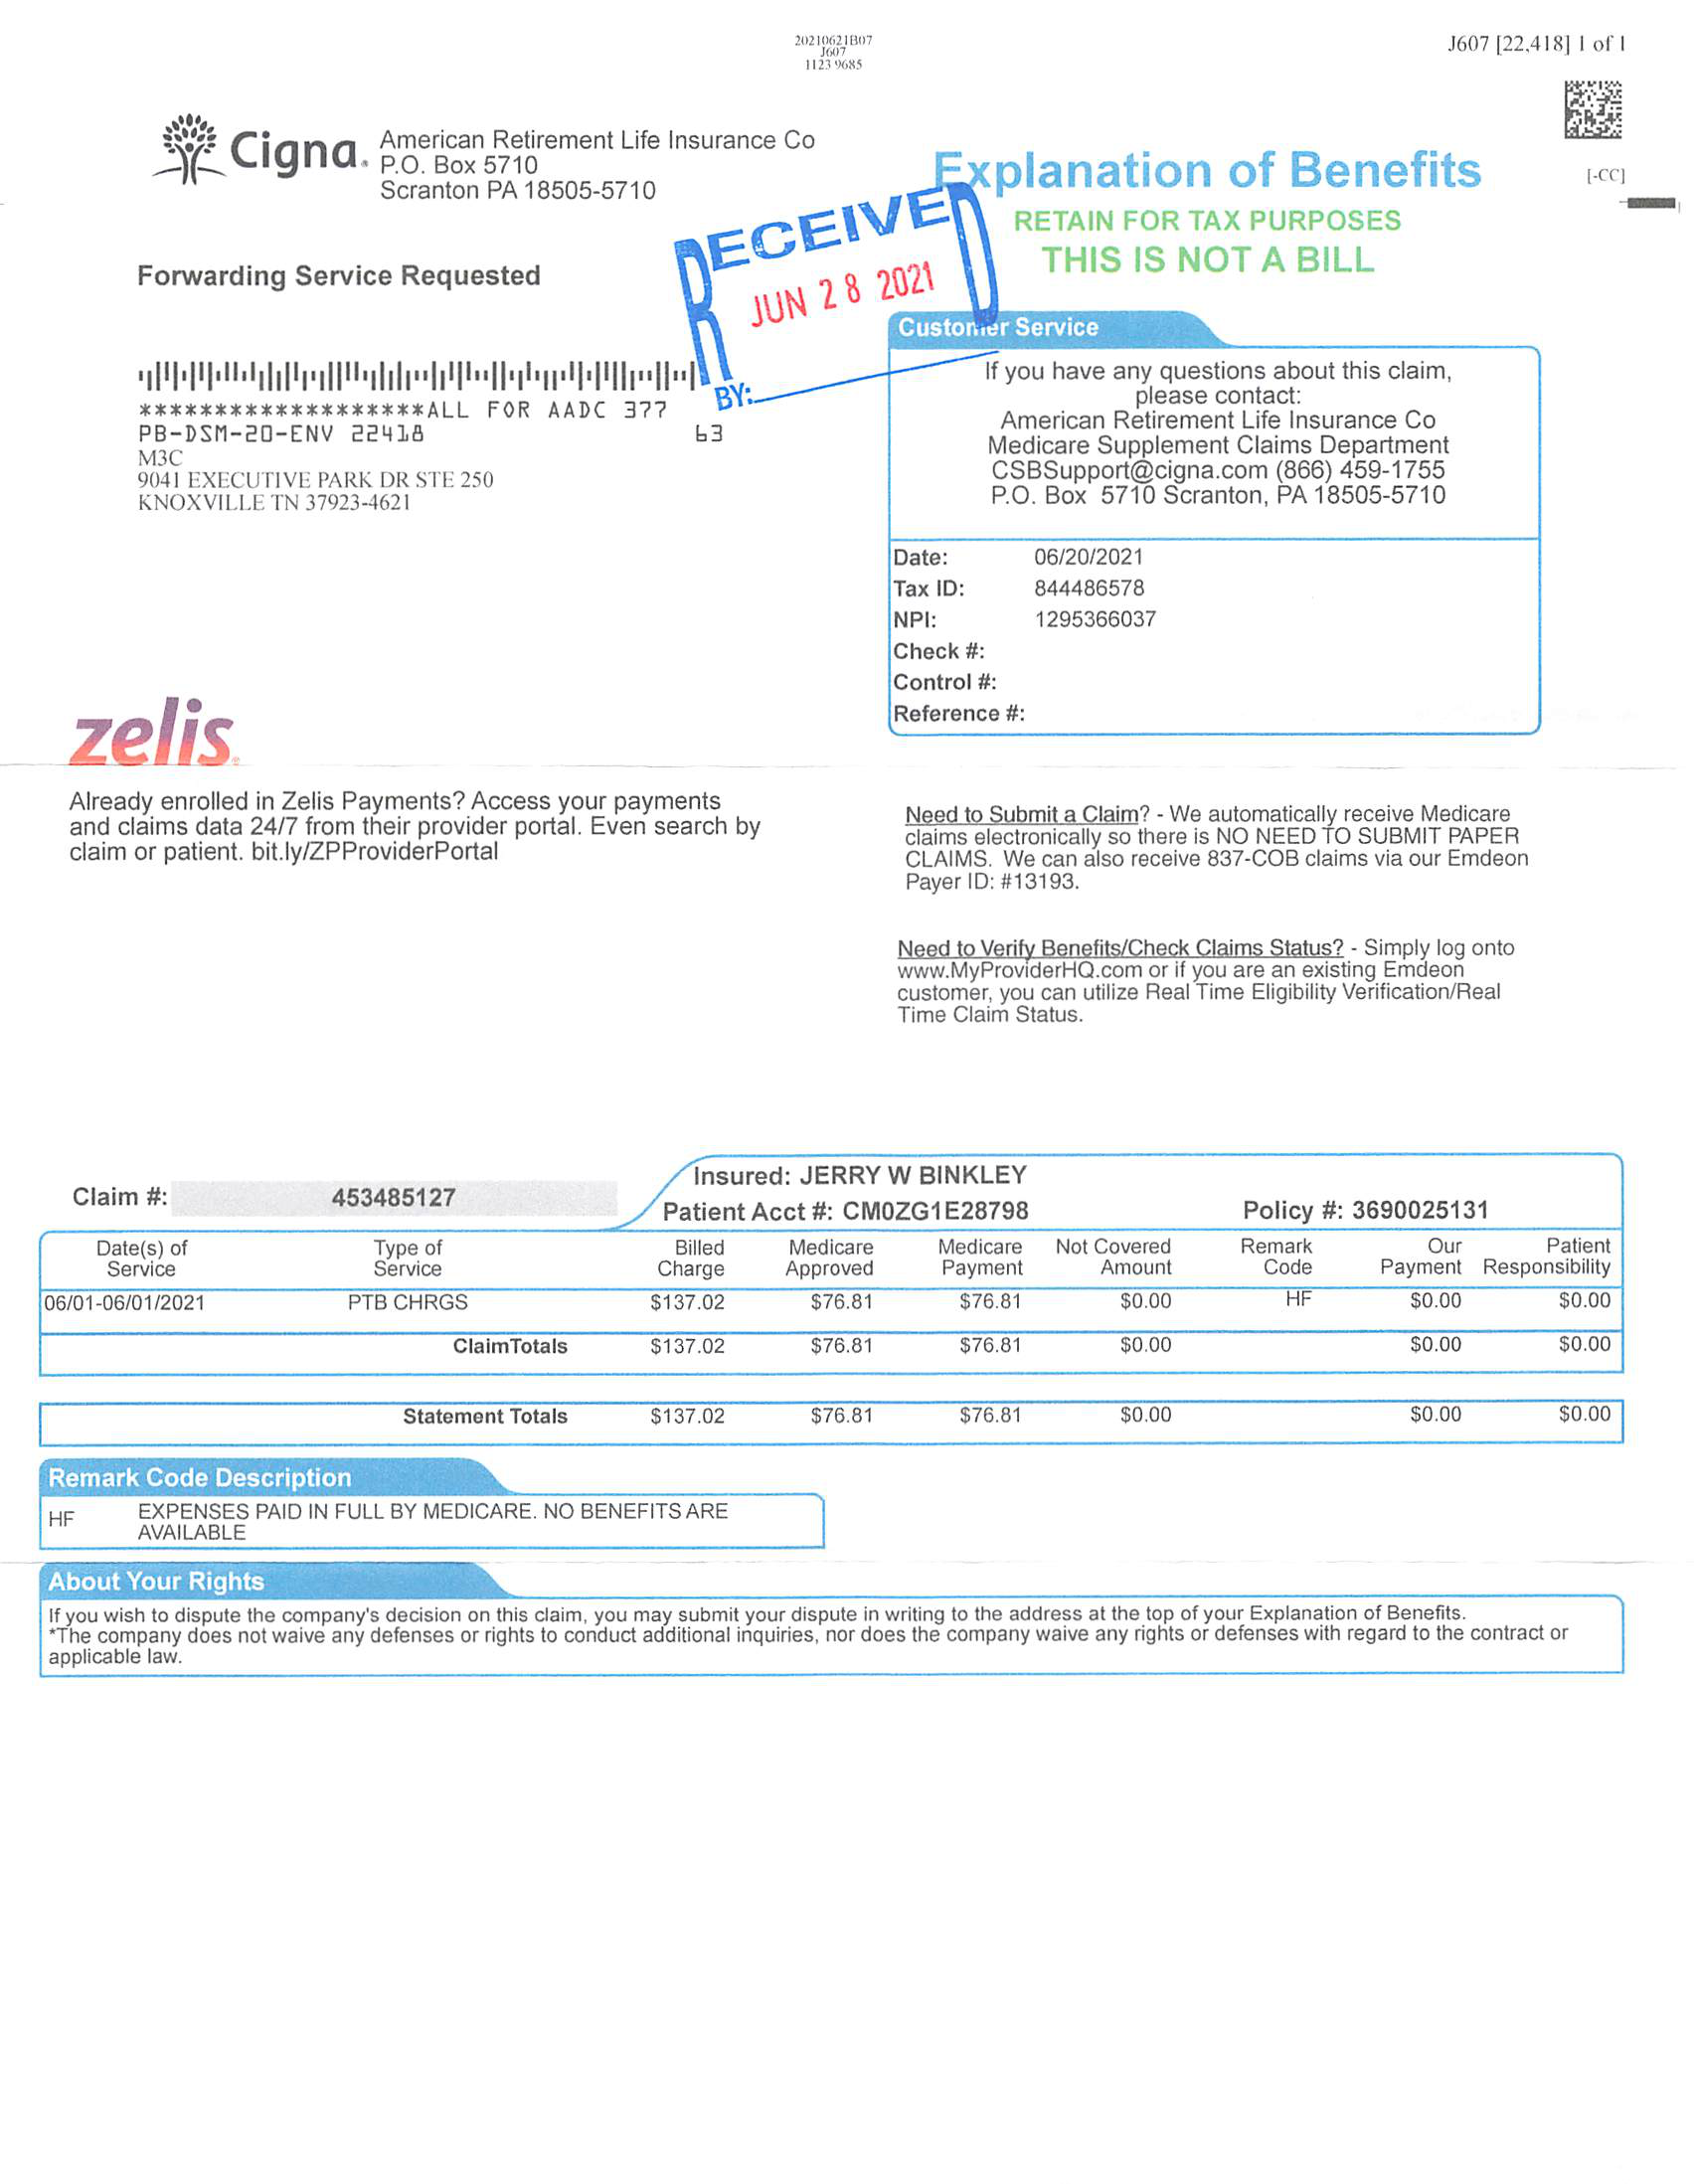 20210621B07
J607
1123 9685
J607 [22,418] 1 of 1
Cigna.
American Retirement Life Insurance Co
P.O. Box 5710
Scranton PA 18505-5710
Explanation of Benefits
[-CC]
RETAIN FOR TAX PURPOSES
THIS IS NOT A BILL
RECEIVED
JUN 28 2021
BY:
Forwarding Service Requested
*******************ALL FOR AADC 377
PB-DSM-20-ENV 22418 63
M3C
9041 EXECUTIVE PARK DR STE 250
KNOXVILLE TN 37923-4621
Customer Service
If you have any questions about this claim,
please contact:
American Retirement Life Insurance Co
Medicare Supplement Claims Department
CSBSupport@cigna.com (866) 459-1755
P.O. Box 5710 Scranton, PA 18505-5710
Date: 06/20/2021
Tax ID: 844486578
NPI: 1295366037
Check #:
Control #:
Reference #:
zelis
Already enrolled in Zelis Payments? Access your payments
and claims data 24/7 from their provider portal. Even search by
claim or patient. bit.ly/ZPProviderPortal
Need to Submit a Claim? - We automatically receive Medicare
claims electronically so there is NO NEED TO SUBMIT PAPER
CLAIMS. We can also receive 837-COB claims via our Emdeon
Payer ID: #13193.
Need to Verify Benefits/Check Claims Status? - Simply log onto
www.MyProviderHQ.com or if you are an existing Emdeon
customer, you can utilize Real Time Eligibility Verification/Real
Time Claim Status.
Claim #: 453485127
Insured: JERRY W BINKLEY
Patient Acct #: CM0ZG1E28798 Policy #: 3690025131
Date(s) of Type of Billed Medicare Medicare Not Covered Remark Our Patient
Service Service Charge Approved Payment Amount Code Payment Responsibility
06/01-06/01/2021 PTB CHRGS $137.02 $76.81 $76.81 $0.00 HF $0.00 $0.00
ClaimTotals $137.02 $76.81 $76.81 $0.00 $0.00 $0.00
Statement Totals $137.02 $76.81 $76.81 $0.00 $0.00 $0.00
Remark Code Description
HF EXPENSES PAID IN FULL BY MEDICARE. NO BENEFITS ARE
AVAILABLE
About Your Rights
If you wish to dispute the company's decision on this claim, you may submit your dispute in writing to the address at the top of your Explanation of Benefits.
*The company does not waive any defenses or rights to conduct additional inquiries, nor does the company waive any rights or defenses with regard to the contract or
applicable law.